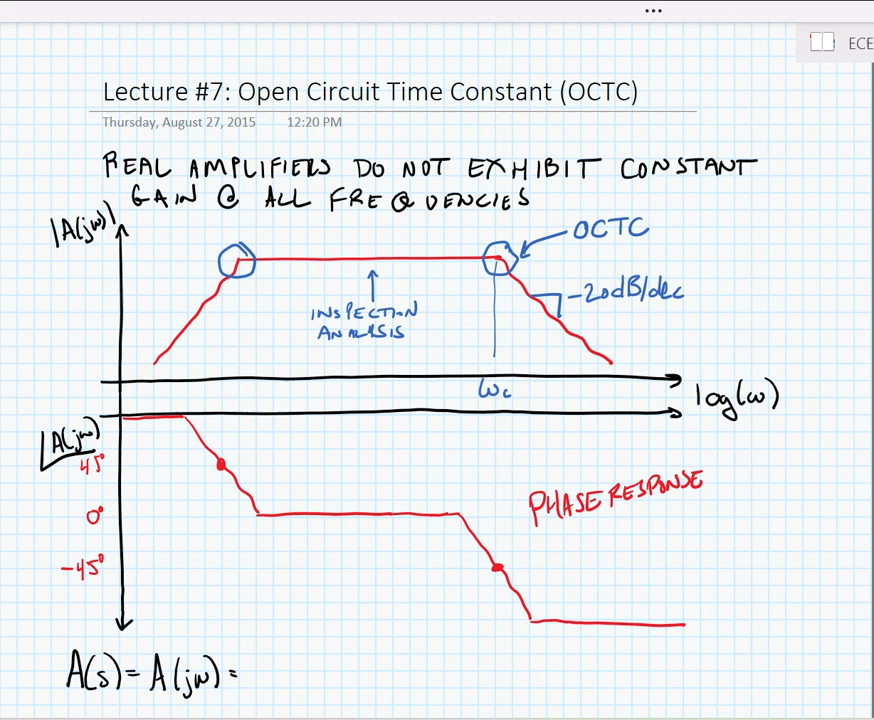 ...
ECE
Lecture #7: Open Circuit Time Constant (OCTC)
Thursday, August 27, 2015 12:20 PM
REAL AMPLIFIERS DO NOT EXHIBIT CONSTANT
GAIN @ ALL FREQUENCIES
|A(jω)|
OCTC
-20dB/dec
INSPECTION
ANALYSIS
ωc
log(ω)
∠A(jω)
45°
PHASE RESPONSE
0°
-45°
A(s) = A(jω) =